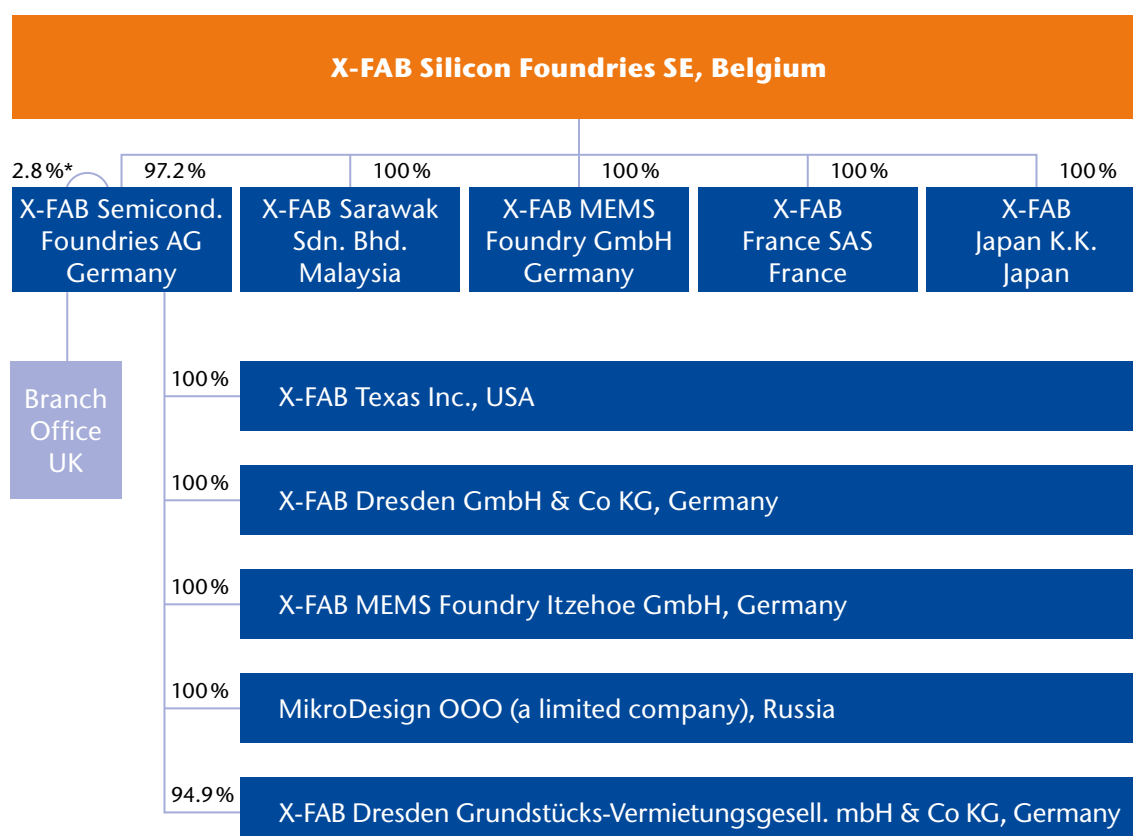 X-FAB Silicon Foundries SE, Belgium
2.8 %* 97.2 % 100 % 100 % 100 % 100 %
X-FAB Semicond.
Foundries AG
Germany
X-FAB Sarawak
Sdn. Bhd.
Malaysia
X-FAB MEMS
Foundry GmbH
Germany
X-FAB
France SAS
France
X-FAB
Japan K.K.
Japan
Branch
Office
UK
100 %
X-FAB Texas Inc., USA
100 %
X-FAB Dresden GmbH & Co KG, Germany
100 %
X-FAB MEMS Foundry Itzehoe GmbH, Germany
100 %
MikroDesign OOO (a limited company), Russia
94.9 %
X-FAB Dresden Grundstücks-Vermietungsgesell. mbH & Co KG, Germany